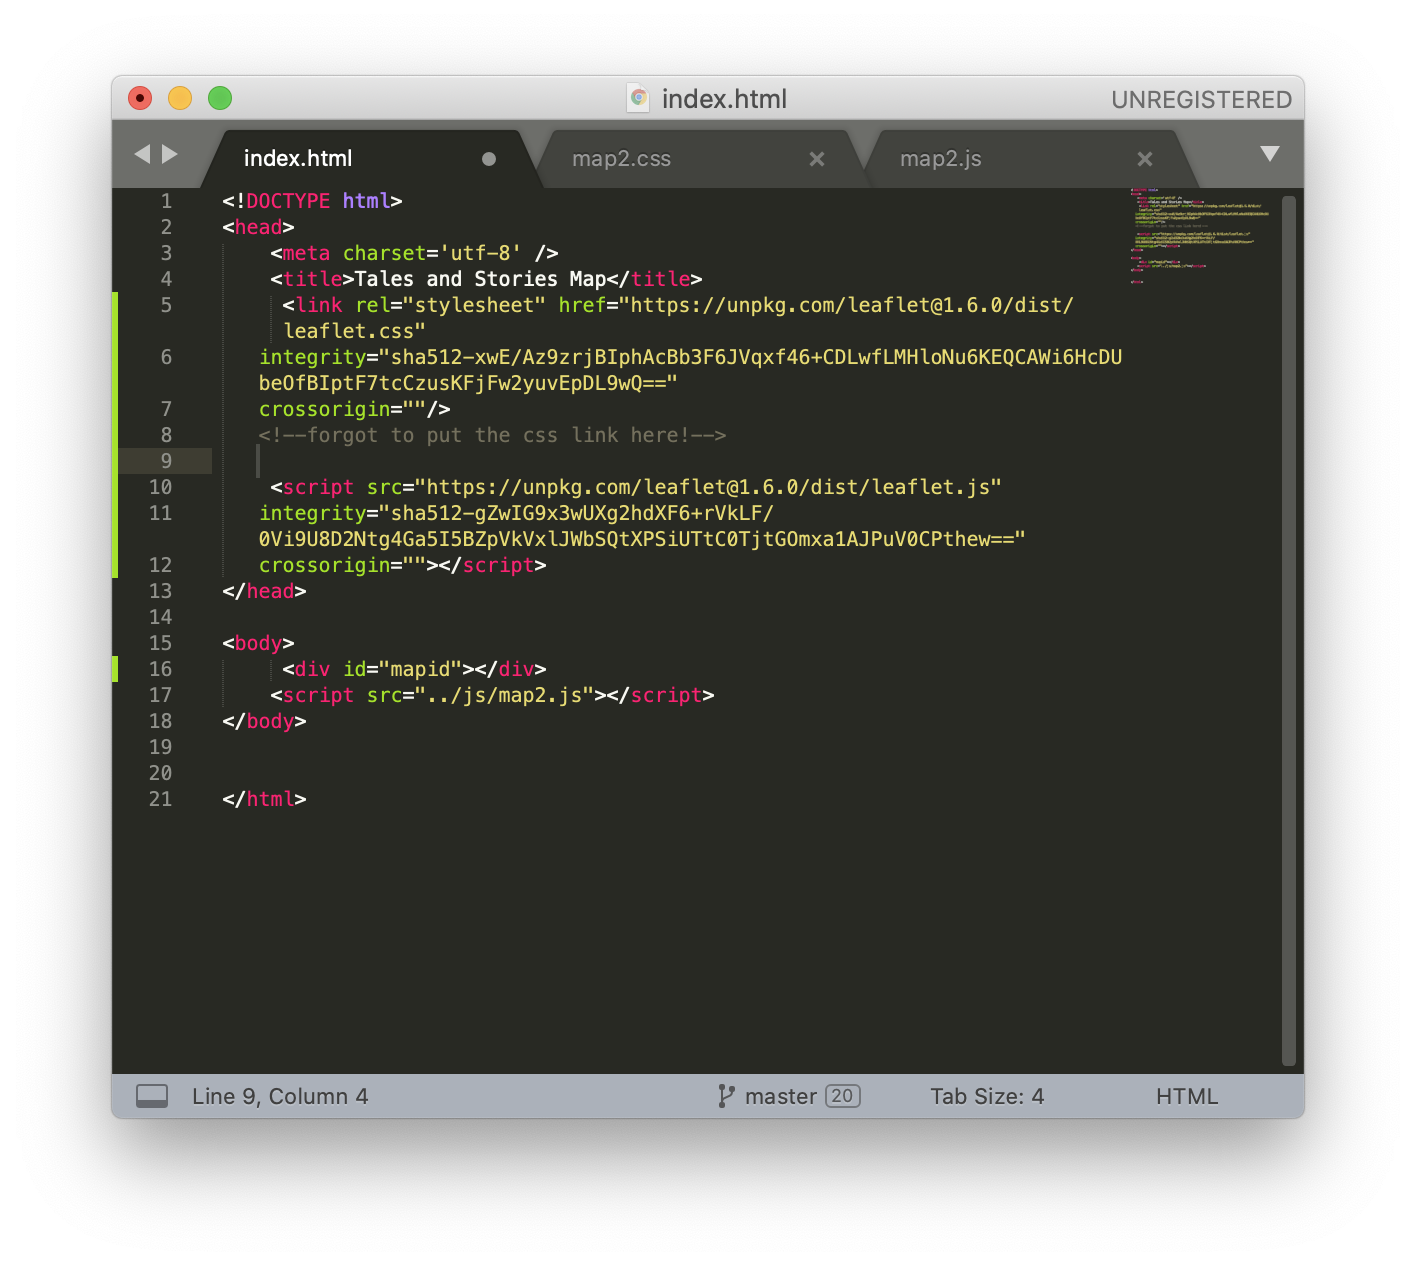 index.html
UNREGISTERED
index.html
map2.css
map2.js
1 <!DOCTYPE html>
2 <head>
3 <meta charset='utf-8' />
4 <title>Tales and Stories Map</title>
5 <link rel="stylesheet" href="https://unpkg.com/leaflet@1.6.0/dist/
leaflet.css"
6 integrity="sha512-xwE/Az9zrjBIphAcBb3F6JVqxf46+CDLwfLMHloNu6KEQCAWi6HcDU
beOfBIptF7tcCzusKFjFw2yuvEpDL9wQ=="
7 crossorigin=""/>
8 <!--forgot to put the css link here!-->
9
10 <script src="https://unpkg.com/leaflet@1.6.0/dist/leaflet.js"
11 integrity="sha512-gZwIG9x3wUXg2hdXF6+rVkLF/
0Vi9U8D2Ntg4Ga5I5BZpVkVxlJWbSQtXPSiUTtC0TjtGOmxa1AJPuV0CPthew=="
12 crossorigin=""></script>
13 </head>
14
15 <body>
16 <div id="mapid"></div>
17 <script src="../js/map2.js"></script>
18 </body>
19
20
21 </html>
Line 9, Column 4
master 20
Tab Size: 4
HTML